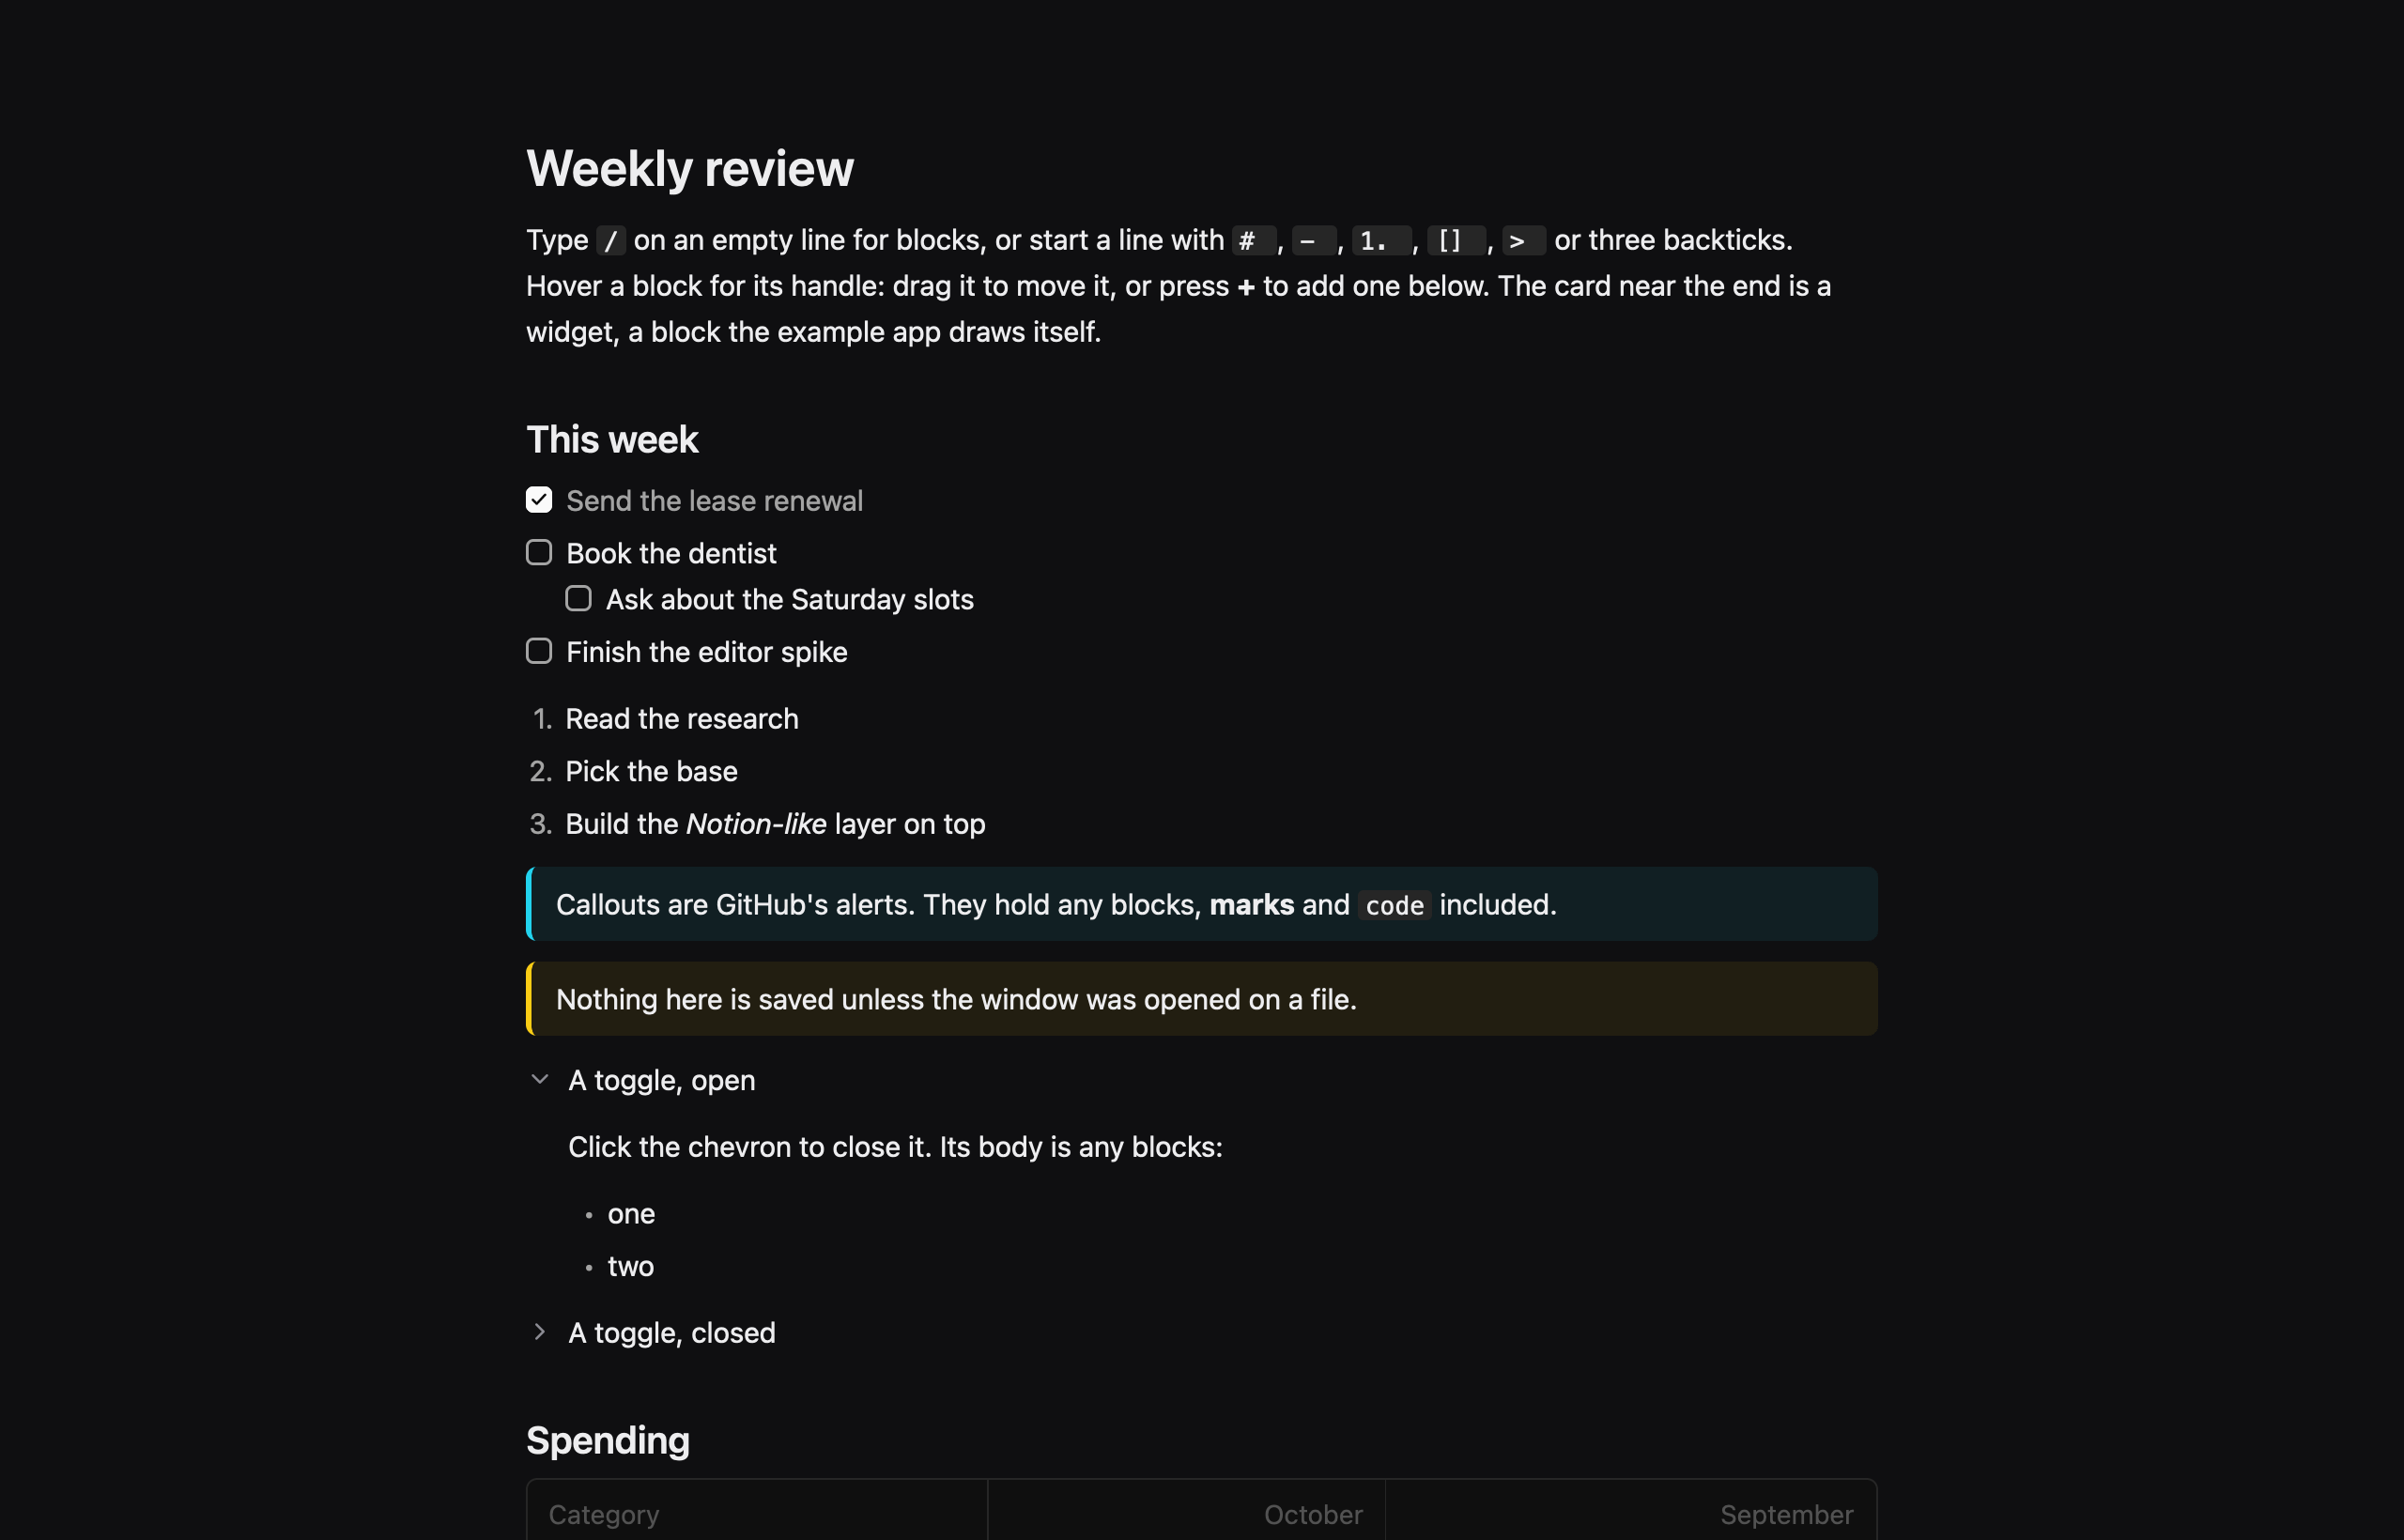 Weekly review
Type / on an empty line for blocks, or start a line with # , - , 1. , [] , > or three backticks.
Hover a block for its handle: drag it to move it, or press + to add one below. The card near the end is a
widget, a block the example app draws itself.
This week
Send the lease renewal
Book the dentist
Ask about the Saturday slots
Finish the editor spike
1. Read the research
2. Pick the base
3. Build the Notion-like layer on top
Callouts are GitHub's alerts. They hold any blocks, marks and code included.
Nothing here is saved unless the window was opened on a file.
A toggle, open
Click the chevron to close it. Its body is any blocks:
• one
• two
A toggle, closed
Spending
Category October September